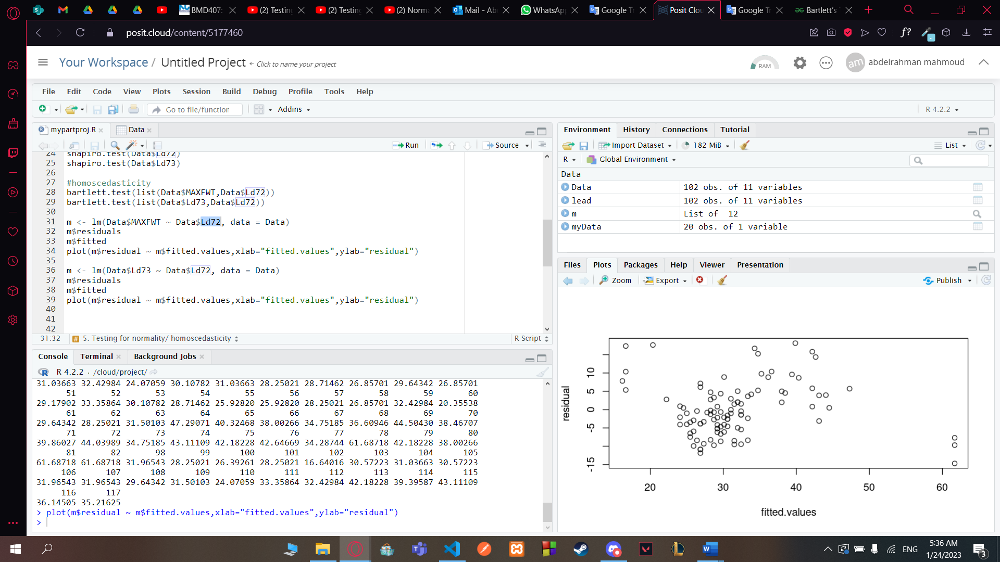 BMD407:
(2) Testing
(2) Testing
(2) Norma
Mail - Ab
WhatsAp
Google Tr
Posit Clou
Google Tr
Bartlett's
posit.cloud/content/5177460
Your Workspace / Untitled Project ← Click to name your project
RAM
am abdelrahman mahmoud
File Edit Code View Plots Session Build Debug Profile Tools Help
Go to file/function Addins R 4.2.2
mypartproj.R Data
Run Source
24 shapiro.test(Data$Ld72)
25 shapiro.test(Data$Ld73)
26
27 #homoscedasticity
28 bartlett.test(list(Data$MAXFWT,Data$Ld72))
29 bartlett.test(list(Data$Ld73,Data$Ld72))
30
31 m <- lm(Data$MAXFWT ~ Data$Ld72, data = Data)
32 m$residuals
33 m$fitted
34 plot(m$residual ~ m$fitted.values,xlab="fitted.values",ylab="residual")
35
36 m <- lm(Data$Ld73 ~ Data$Ld72, data = Data)
37 m$residuals
38 m$fitted
39 plot(m$residual ~ m$fitted.values,xlab="fitted.values",ylab="residual")
40
41
42
31:32 # 5. Testing for normality/ homoscedasticity R Script
Console Terminal Background Jobs
R 4.2.2 · /cloud/project/
31.03663 32.42984 24.07059 30.10782 31.03663 28.25021 28.71462 26.85701 29.64342 26.85701
51 52 53 54 55 56 57 58 59 60
29.17902 33.35864 30.10782 28.71462 25.92820 25.92820 28.25021 26.85701 32.42984 20.35538
61 62 63 64 65 66 67 68 69 70
29.64342 28.25021 31.50103 47.29071 40.32468 38.00266 34.75185 36.60946 44.50430 38.46707
71 72 73 74 75 76 77 78 79 80
39.86027 44.03989 34.75185 43.11109 42.18228 42.64669 34.28744 61.68718 42.18228 38.00266
81 82 98 99 100 101 102 103 104 105
61.68718 61.68718 31.96543 28.25021 26.39261 28.25021 16.64016 30.57223 31.03663 30.57223
106 107 108 109 110 111 112 113 114 115
31.96543 31.96543 29.64342 31.50103 24.07059 33.35864 32.42984 42.18228 39.39587 43.11109
116 117
36.14505 35.21625
> plot(m$residual ~ m$fitted.values,xlab="fitted.values",ylab="residual")
>
Environment History Connections Tutorial
Import Dataset 182 MiB List
R Global Environment
Data
Data 102 obs. of 11 variables
lead 102 obs. of 11 variables
m List of 12
myData 20 obs. of 1 variable
Files Plots Packages Help Viewer Presentation
Zoom Export Publish
residual
10
5
0
-5
-15
20 30 40 50 60
fitted.values
ENG
5:36 AM
1/24/2023
3